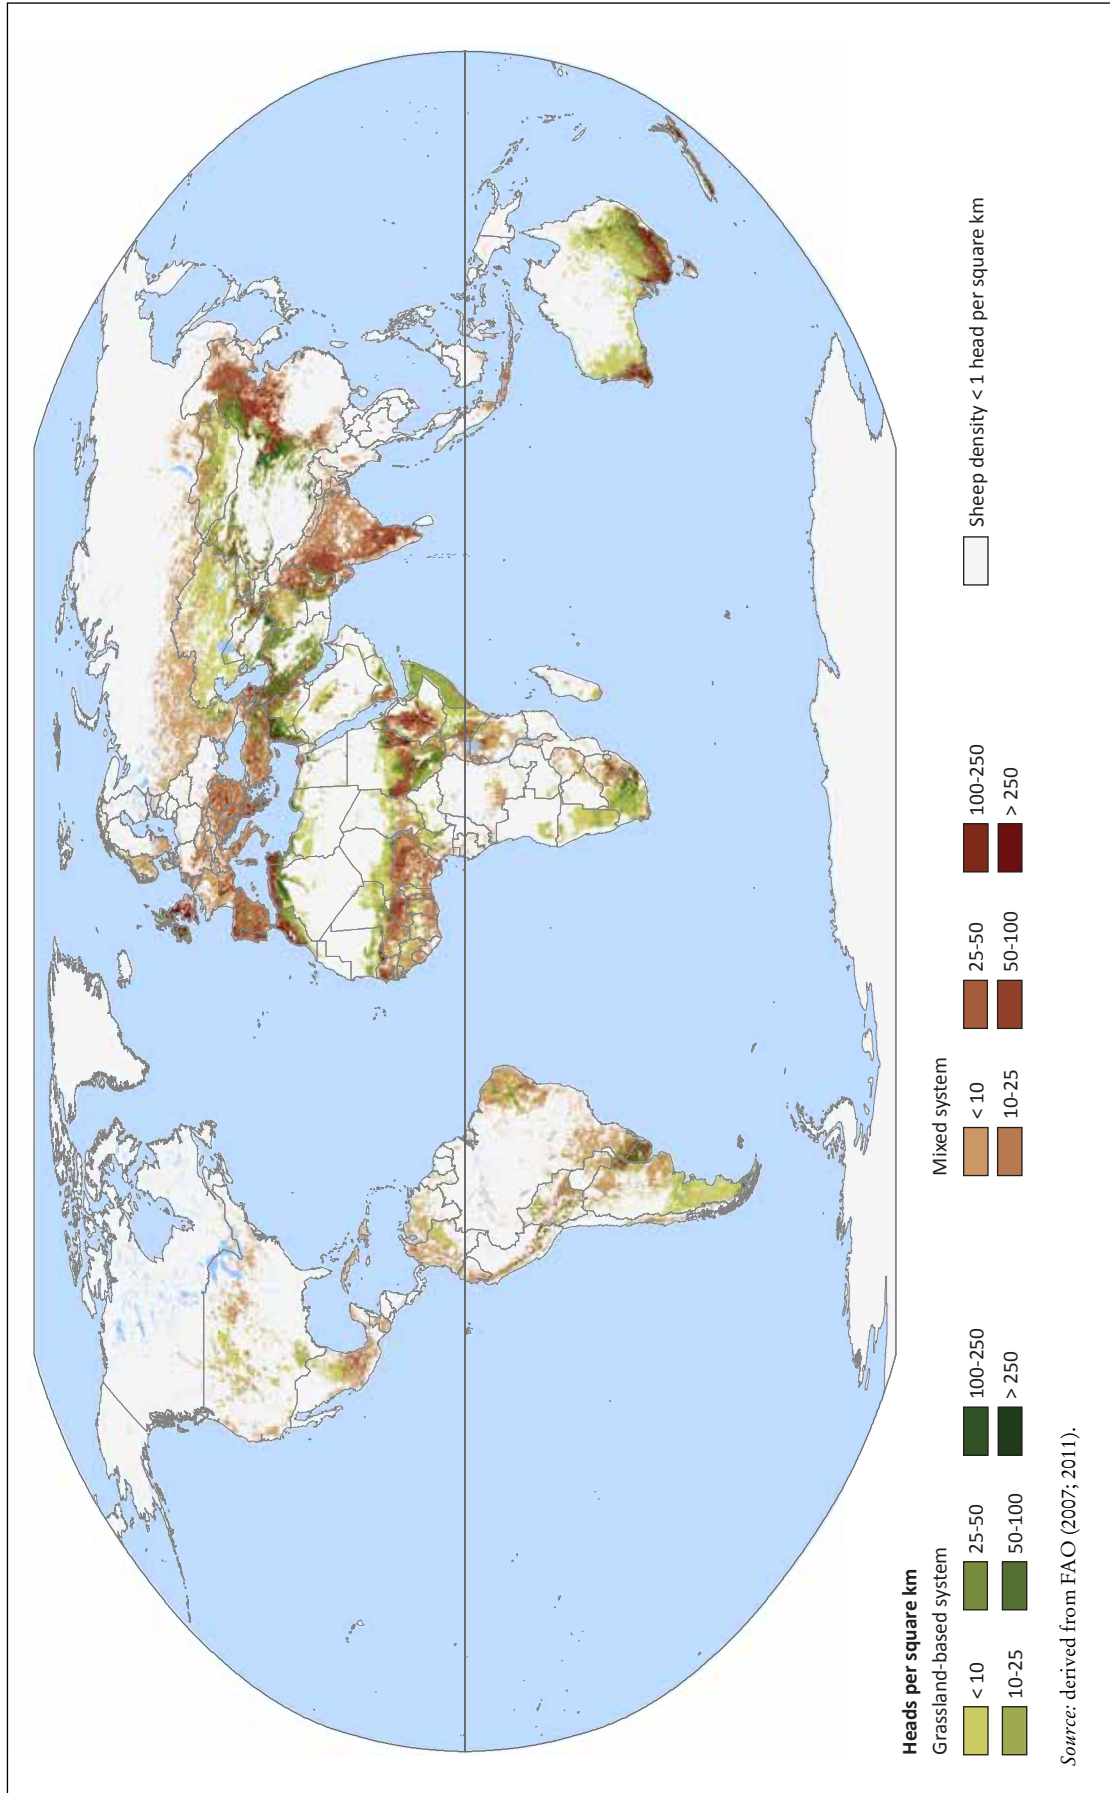 Heads per square km
Grassland-based system
< 10
25-50
100-250
10-25
50-100
> 250
Mixed system
< 10
25-50
100-250
10-25
50-100
> 250
Sheep density < 1 head per square km
Source: derived from FAO (2007; 2011).